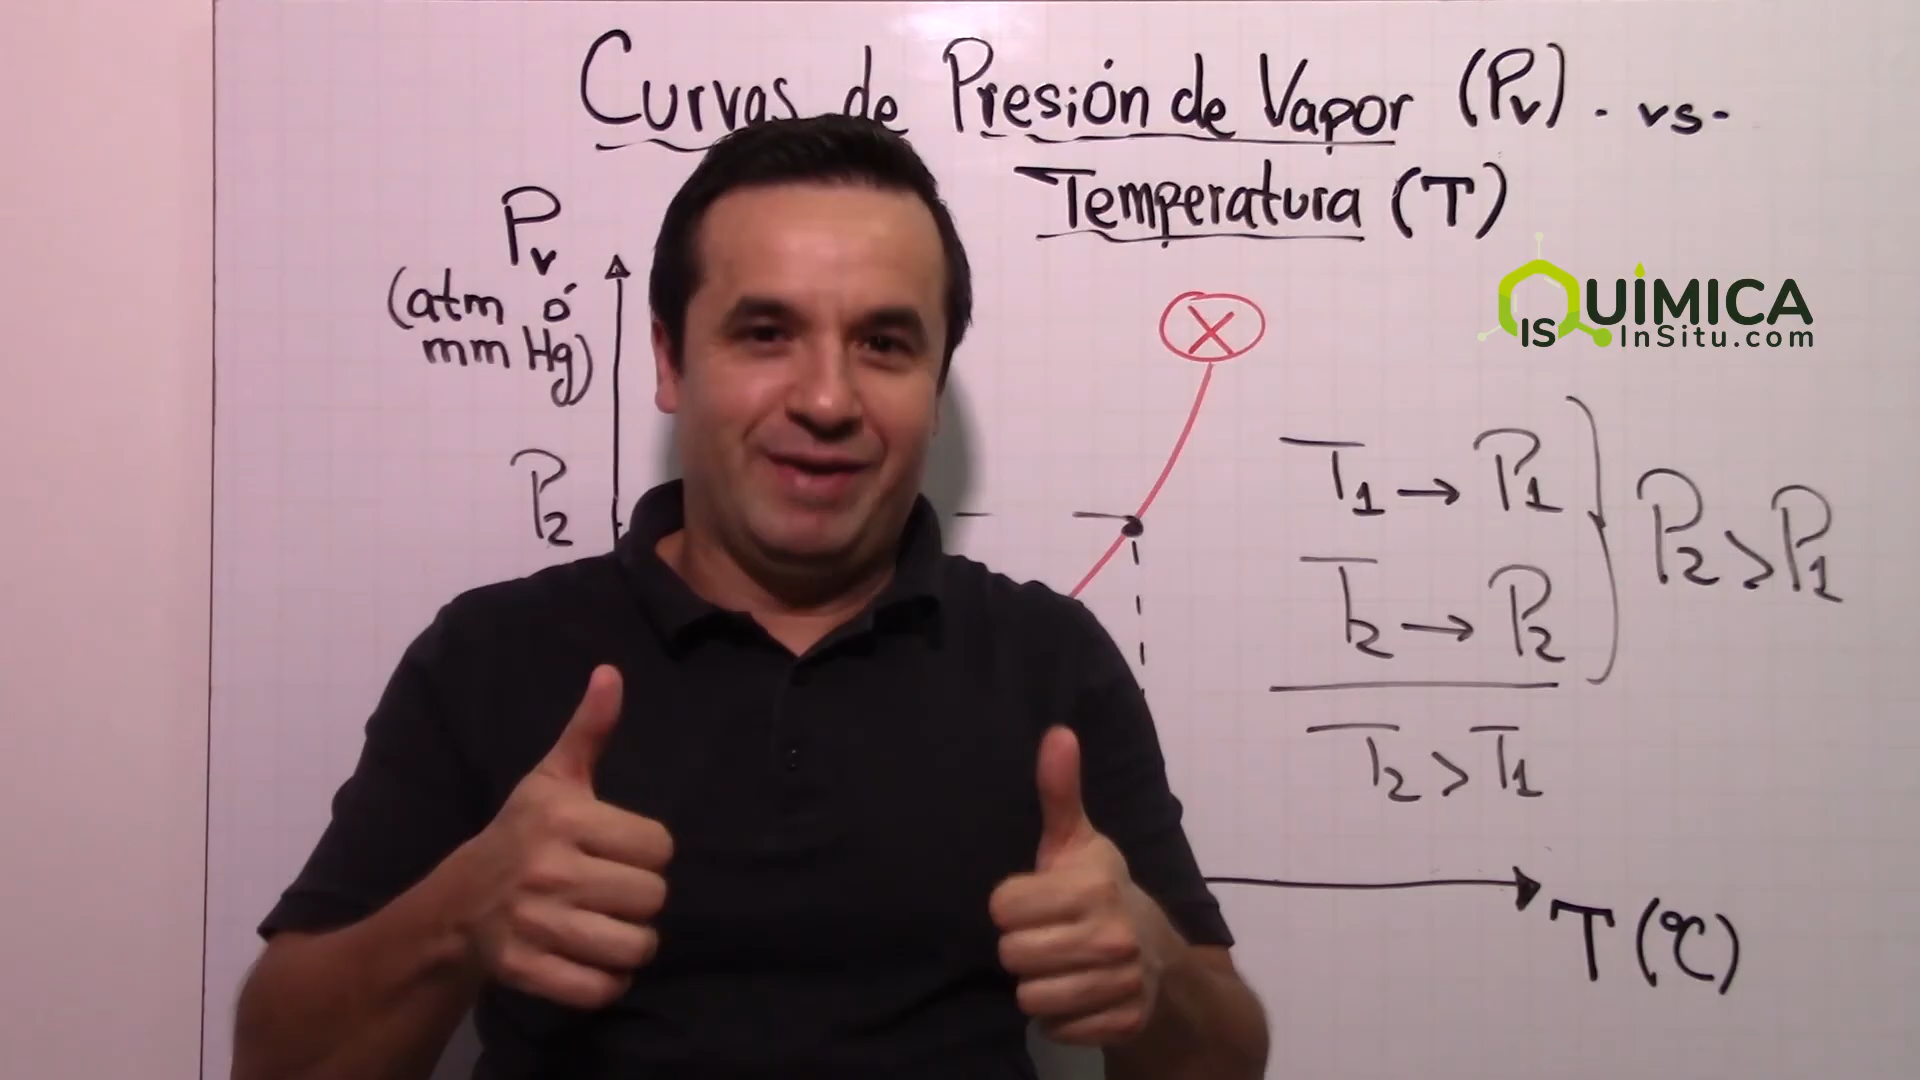 Curvas de Presión de Vapor (Pv) - vs-
Temperatura (T)
Pv
(atm ó
mm Hg)
P2
X
QUÍMICA
IS InSitu.com
T1 → P1
T2 → P2
P2 > P1
T2 > T1
T (°C)